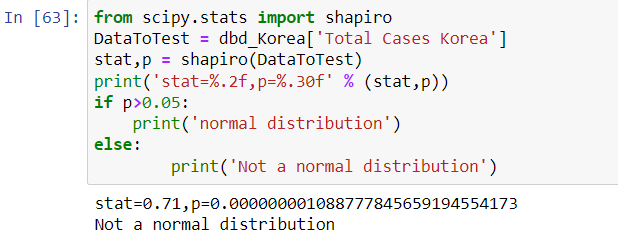 In [63]: from scipy.stats import shapiro
DataToTest = dbd_Korea['Total Cases Korea']
stat,p = shapiro(DataToTest)
print('stat=%.2f,p=%.30f' % (stat,p))
if p>0.05:
    print('normal distribution')
else:
        print('Not a normal distribution')
stat=0.71,p=0.000000001088777845659194554173
Not a normal distribution